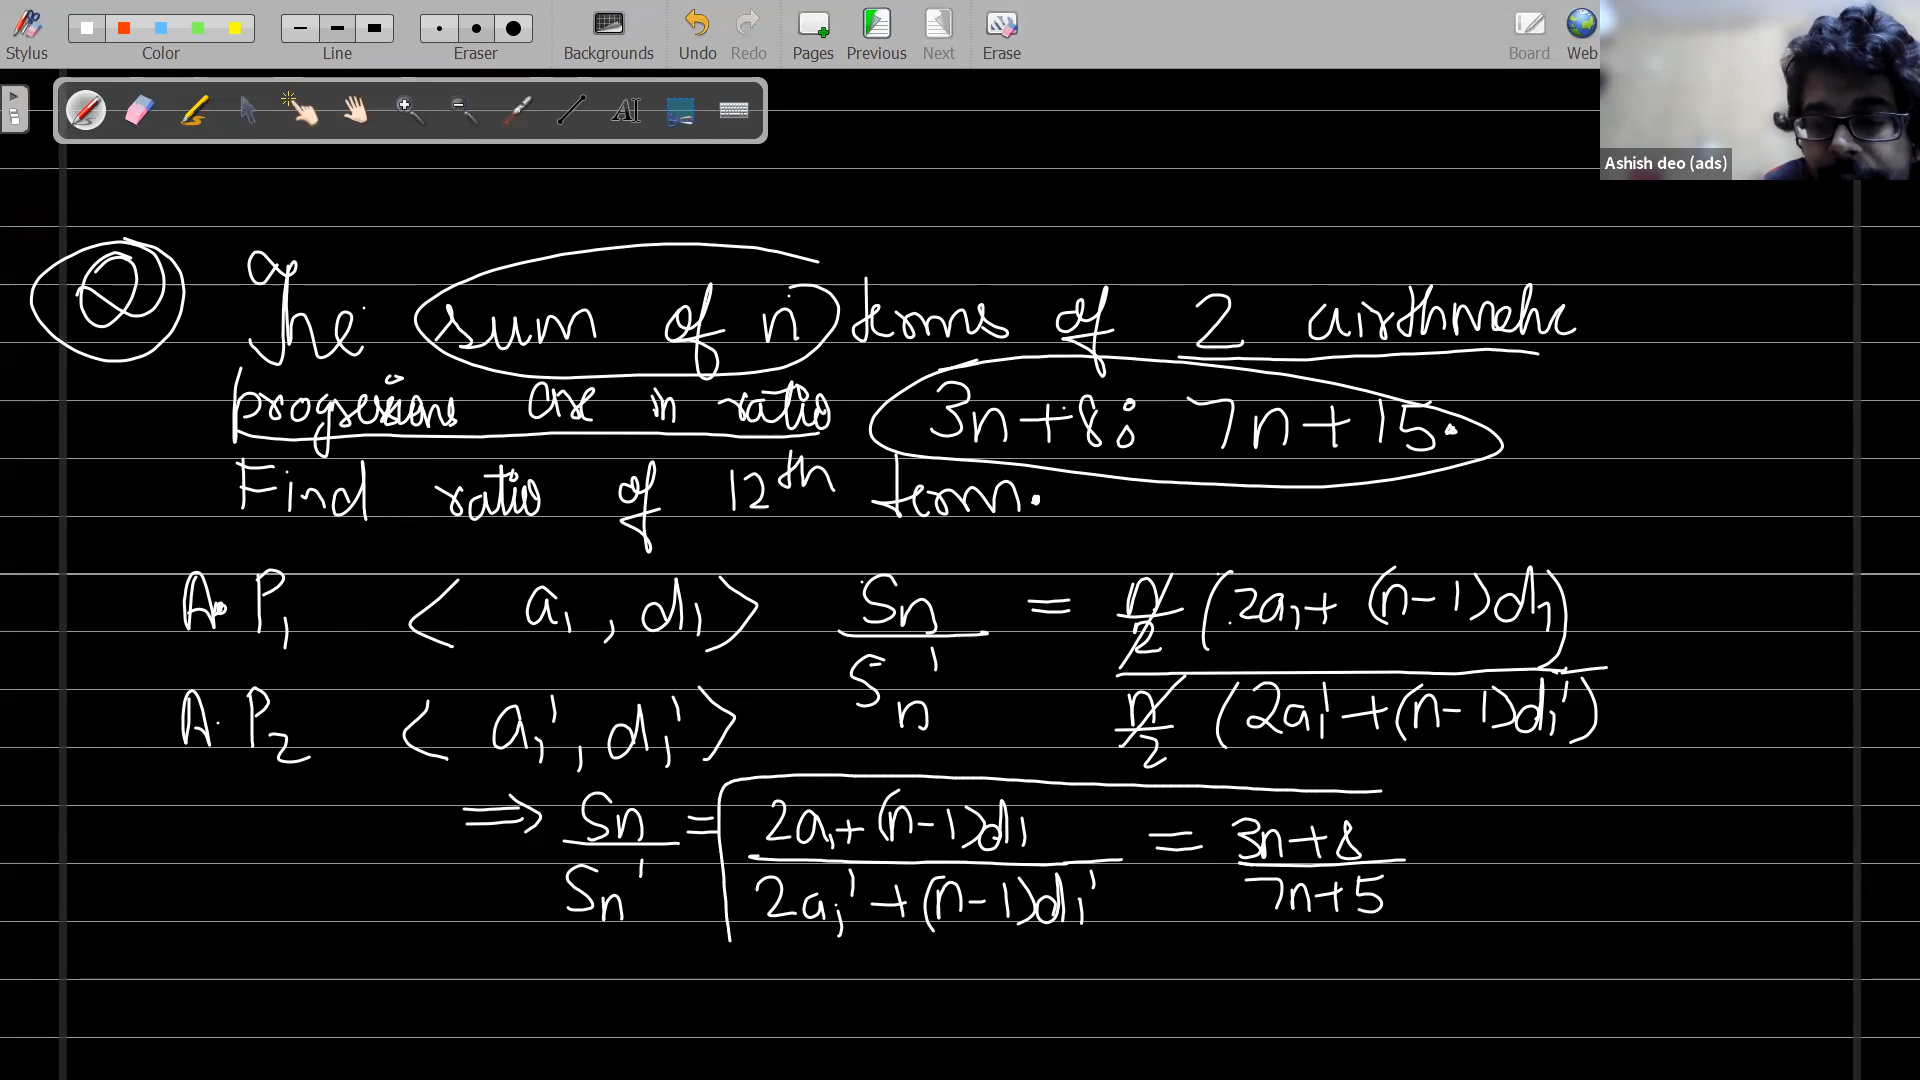 Stylus Color Line Eraser Backgrounds Undo Redo Pages Previous Next Erase Board Web
AI
Ashish deo (ads)
Q The sum of n terms of 2 airthmetic
progressions are in ratio 3n+8: 7n+15.
Find ratio of 12th term.
A.P₁ < a₁, d₁> Sn/Sn' = n/2 (2a₁+(n-1)d₁) / n/2 (2a₁'+(n-1)d₁')
A.P₂ < a₁', d₁'>
⇒ Sn/Sn' = 2a₁+(n-1)d₁ / 2a₁'+(n-1)d₁' = 3n+8 / 7n+5